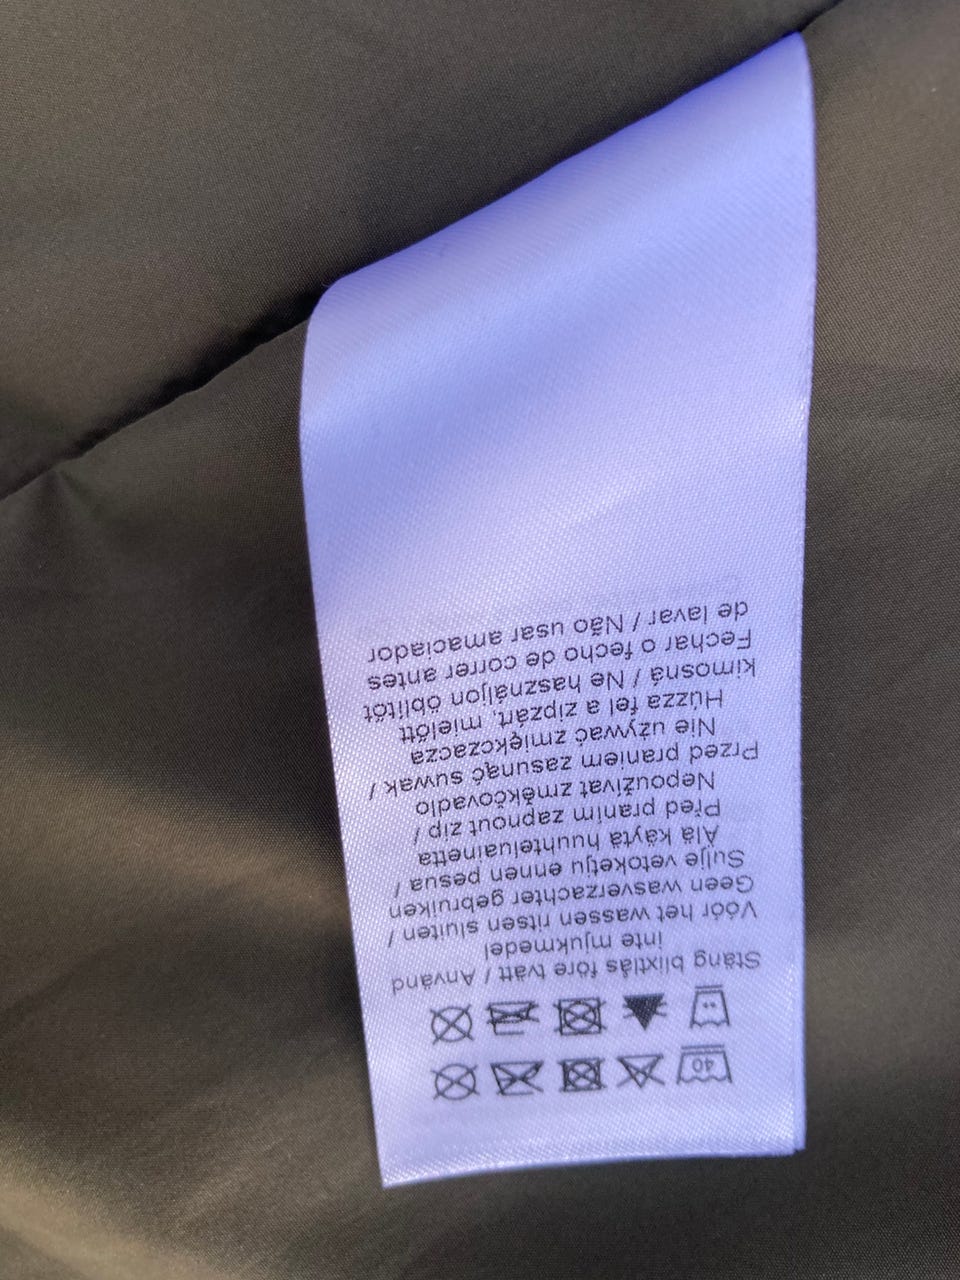 40
Stäng blixtlås före tvätt / Använd
inte mjukmedel
Vóór het wassen ritsen sluiten /
Geen wasverzachter gebruiken
Sulje vetoketju ennen pesua /
Älä käytä huuhteluainetta
Před praním zapnout zip /
Nepoužívat změkčovadlo
Przed praniem zasunąć suwak /
Nie używać zmiękczacza
Húzza fel a zipzárt, mielőtt
kimosná / Ne használjon öblítőt
Fechar o fecho de correr antes
de lavar / Não usar amaciador